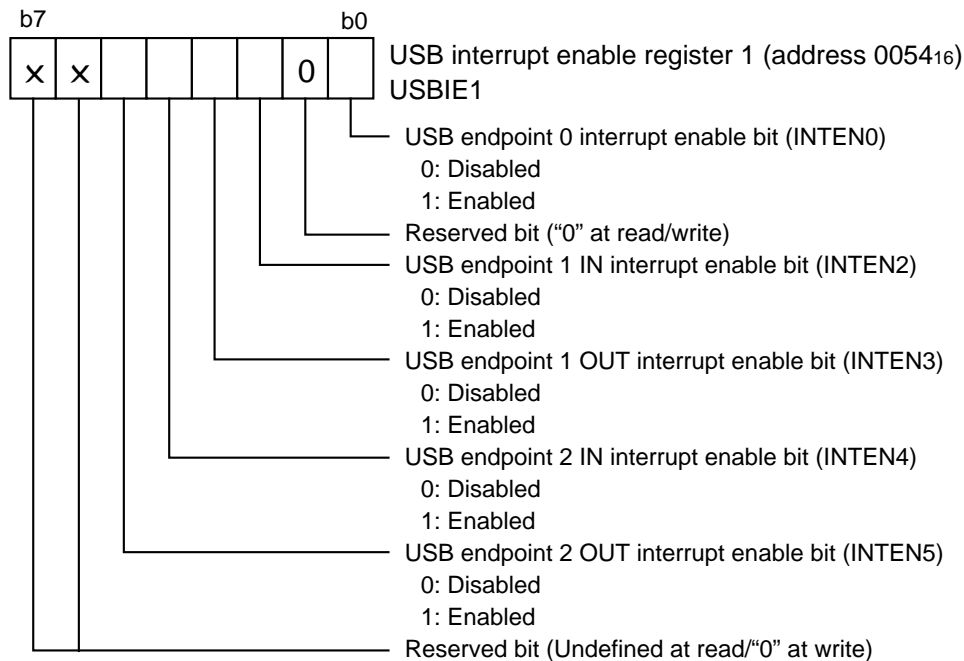 b7 b0
× × 0
USB interrupt enable register 1 (address 005416)
USBIE1
USB endpoint 0 interrupt enable bit (INTEN0)
0: Disabled
1: Enabled
Reserved bit (“0” at read/write)
USB endpoint 1 IN interrupt enable bit (INTEN2)
0: Disabled
1: Enabled
USB endpoint 1 OUT interrupt enable bit (INTEN3)
0: Disabled
1: Enabled
USB endpoint 2 IN interrupt enable bit (INTEN4)
0: Disabled
1: Enabled
USB endpoint 2 OUT interrupt enable bit (INTEN5)
0: Disabled
1: Enabled
Reserved bit (Undefined at read/“0” at write)